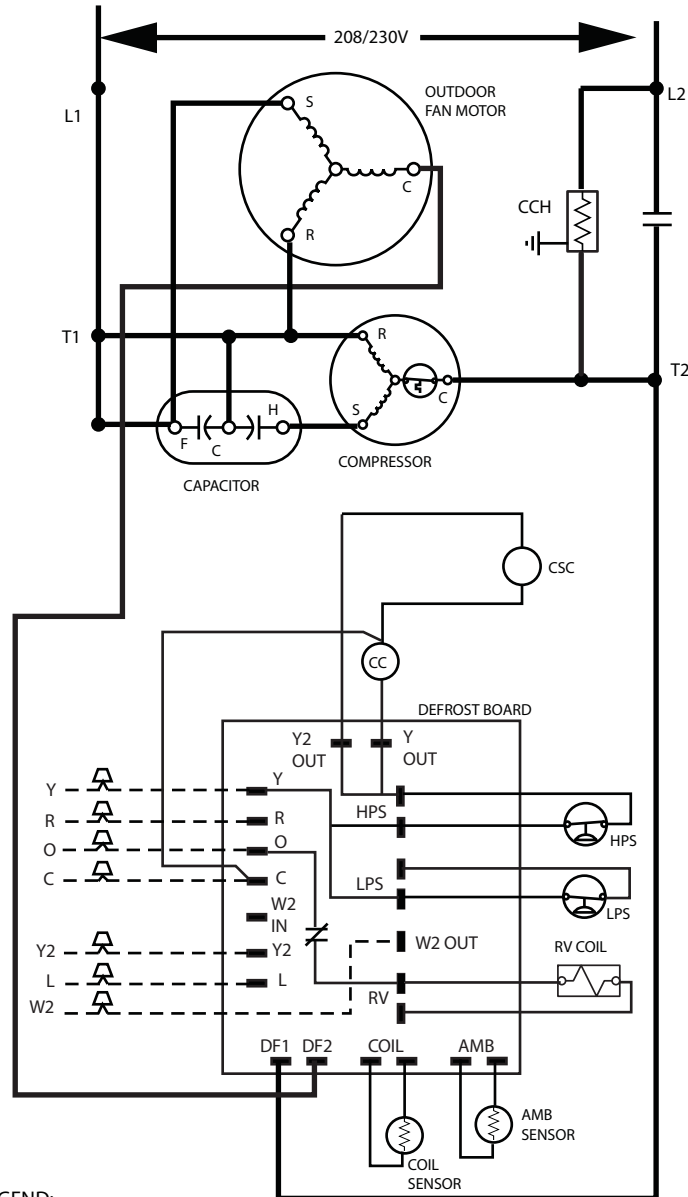 208/230V
OUTDOOR
FAN MOTOR
L1
L2
S
C
R
CCH
T1
T2
R
S
C
F
C
H
CAPACITOR
COMPRESSOR
CSC
CC
DEFROST BOARD
Y2
OUT
Y
OUT
Y
R
O
C
Y2
L
W2
Y
R
O
C
W2
IN
Y2
L
HPS
LPS
W2 OUT
RV
HPS
LPS
RV COIL
DF1
DF2
COIL
AMB
COIL
SENSOR
AMB
SENSOR